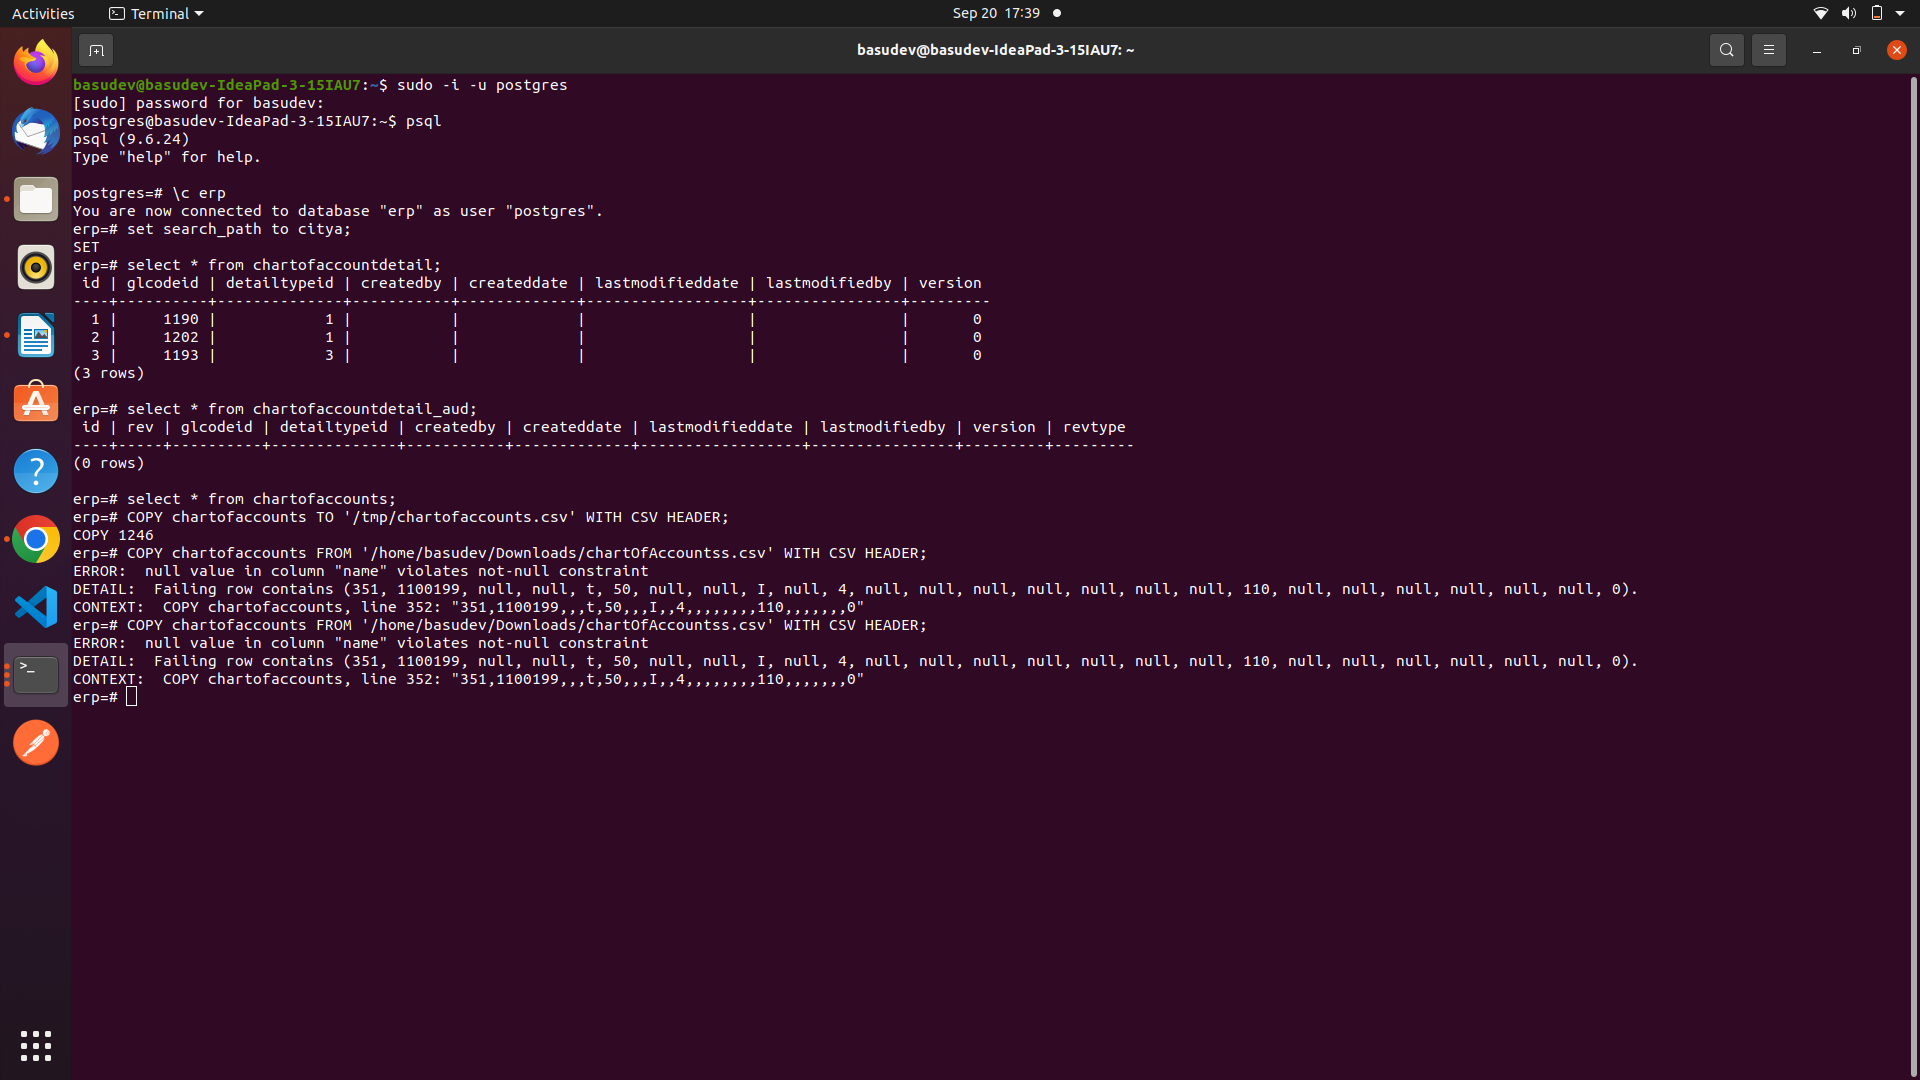 Activities Terminal Sep 20 17:39
basudev@basudev-IdeaPad-3-15IAU7: ~
basudev@basudev-IdeaPad-3-15IAU7:~$ sudo -i -u postgres
[sudo] password for basudev:
postgres@basudev-IdeaPad-3-15IAU7:~$ psql
psql (9.6.24)
Type "help" for help.
postgres=# \c erp
You are now connected to database "erp" as user "postgres".
erp=# set search_path to citya;
SET
erp=# select * from chartofaccountdetail;
 id | glcodeid | detailtypeid | createdby | createddate | lastmodifieddate | lastmodifiedby | version
----+----------+--------------+-----------+-------------+------------------+----------------+---------
  1 |     1190 |            1 |           |             |                  |                |       0
  2 |     1202 |            1 |           |             |                  |                |       0
  3 |     1193 |            3 |           |             |                  |                |       0
(3 rows)
erp=# select * from chartofaccountdetail_aud;
 id | rev | glcodeid | detailtypeid | createdby | createddate | lastmodifieddate | lastmodifiedby | version | revtype
----+-----+----------+--------------+-----------+-------------+------------------+----------------+---------+---------
(0 rows)
erp=# select * from chartofaccounts;
erp=# COPY chartofaccounts TO '/tmp/chartofaccounts.csv' WITH CSV HEADER;
COPY 1246
erp=# COPY chartofaccounts FROM '/home/basudev/Downloads/chartOfAccountss.csv' WITH CSV HEADER;
ERROR:  null value in column "name" violates not-null constraint
DETAIL:  Failing row contains (351, 1100199, null, null, t, 50, null, null, I, null, 4, null, null, null, null, null, null, null, 110, null, null, null, null, null, null, 0).
CONTEXT:  COPY chartofaccounts, line 352: "351,1100199,,,t,50,,,I,,4,,,,,,,,110,,,,,,,0"
erp=# COPY chartofaccounts FROM '/home/basudev/Downloads/chartOfAccountss.csv' WITH CSV HEADER;
ERROR:  null value in column "name" violates not-null constraint
DETAIL:  Failing row contains (351, 1100199, null, null, t, 50, null, null, I, null, 4, null, null, null, null, null, null, null, 110, null, null, null, null, null, null, 0).
CONTEXT:  COPY chartofaccounts, line 352: "351,1100199,,,t,50,,,I,,4,,,,,,,,110,,,,,,,0"
erp=#